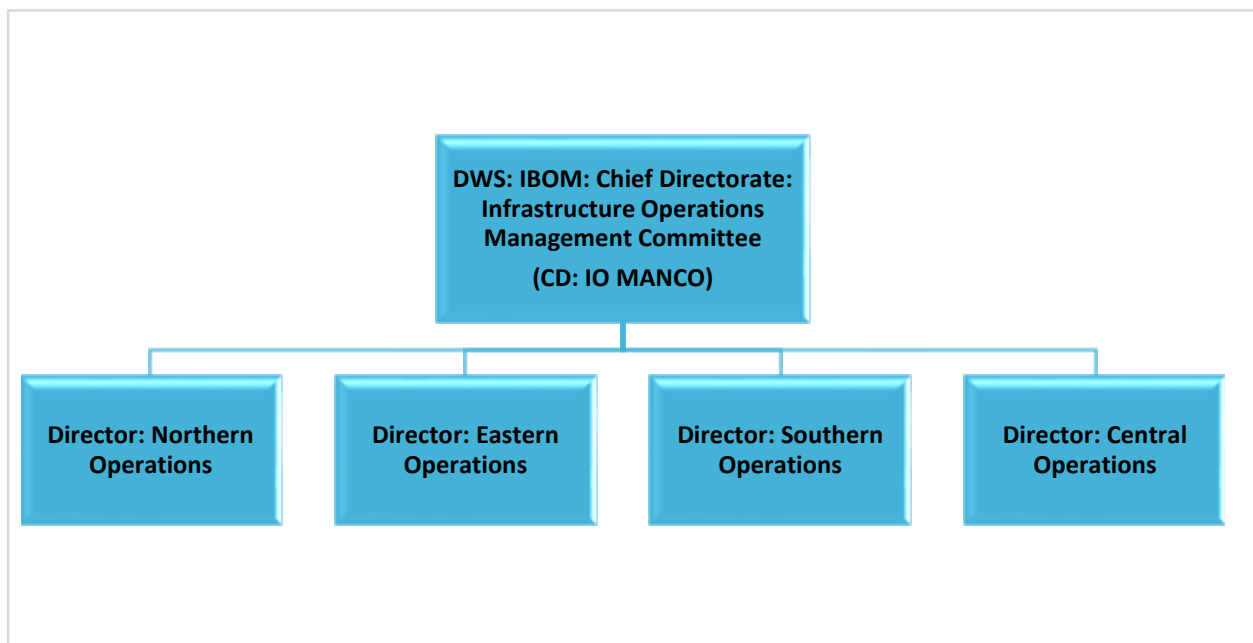 DWS: IBOM: Chief Directorate:
Infrastructure Operations
Management Committee
(CD: IO MANCO)
Director: Northern
Operations
Director: Eastern
Operations
Director: Southern
Operations
Director: Central
Operations